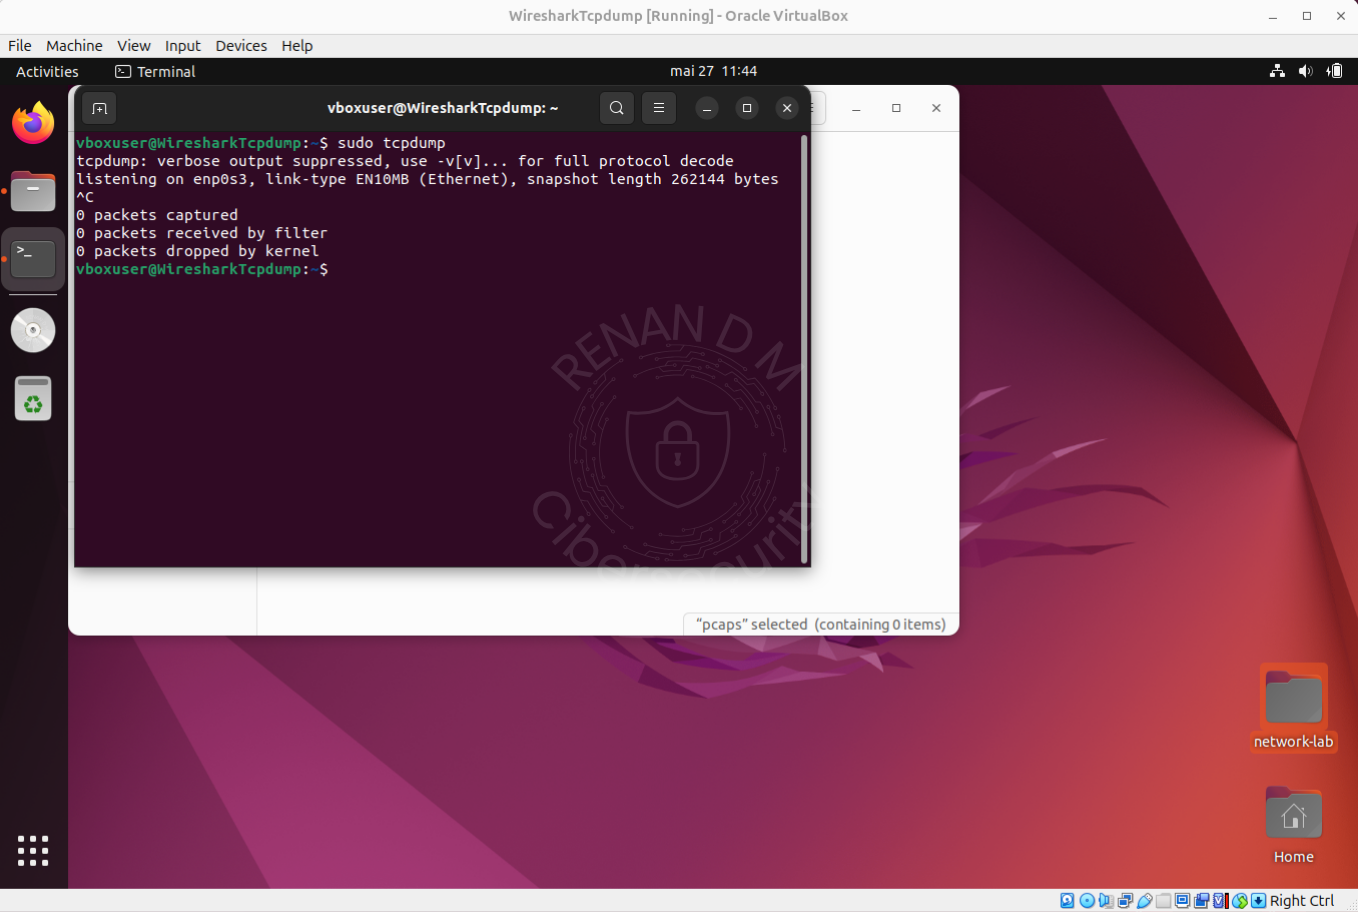 WiresharkTcpdump [Running] - Oracle VirtualBox
File Machine View Input Devices Help
Activities Terminal mai 27 11:44
vboxuser@WiresharkTcpdump: ~
vboxuser@WiresharkTcpdump:~$ sudo tcpdump
tcpdump: verbose output suppressed, use -v[v]... for full protocol decode
listening on enp0s3, link-type EN10MB (Ethernet), snapshot length 262144 bytes
^C
0 packets captured
0 packets received by filter
0 packets dropped by kernel
vboxuser@WiresharkTcpdump:~$
RENAN D M
Cibersecurity
“pcaps” selected (containing 0 items)
network-lab
Home
Right Ctrl